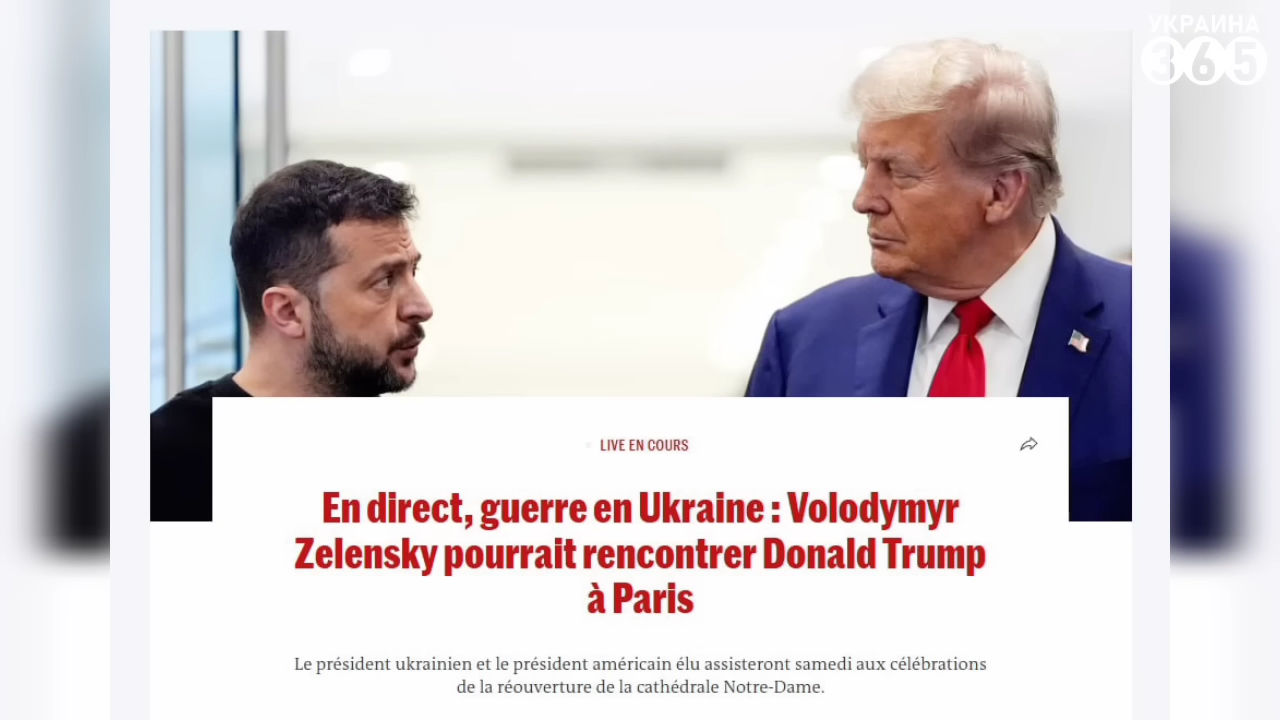 УКРАИНА
365
LIVE EN COURS
En direct, guerre en Ukraine : Volodymyr
Zelensky pourrait rencontrer Donald Trump
à Paris
Le président ukrainien et le président américain élu assisteront samedi aux célébrations
de la réouverture de la cathédrale Notre-Dame.